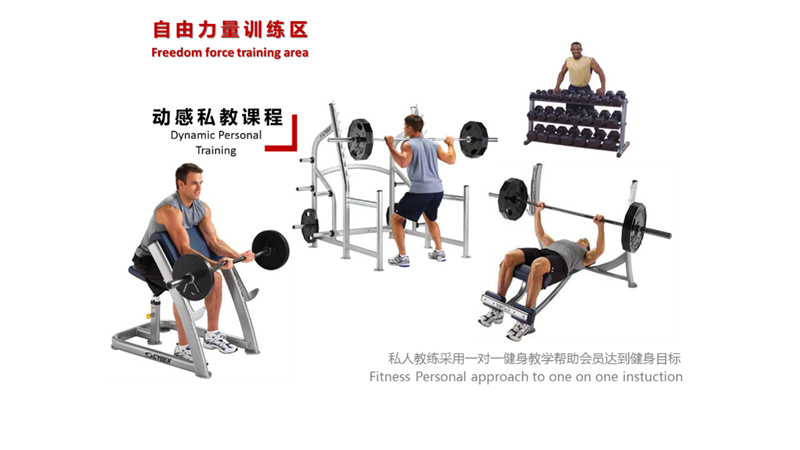 自由力量训练区
Freedom force training area
动感私教课程
Dynamic Personal
Training
CYBEX
私人教练采用一对一健身教学帮助会员达到健身目标
Fitness Personal approach to one on one instuction